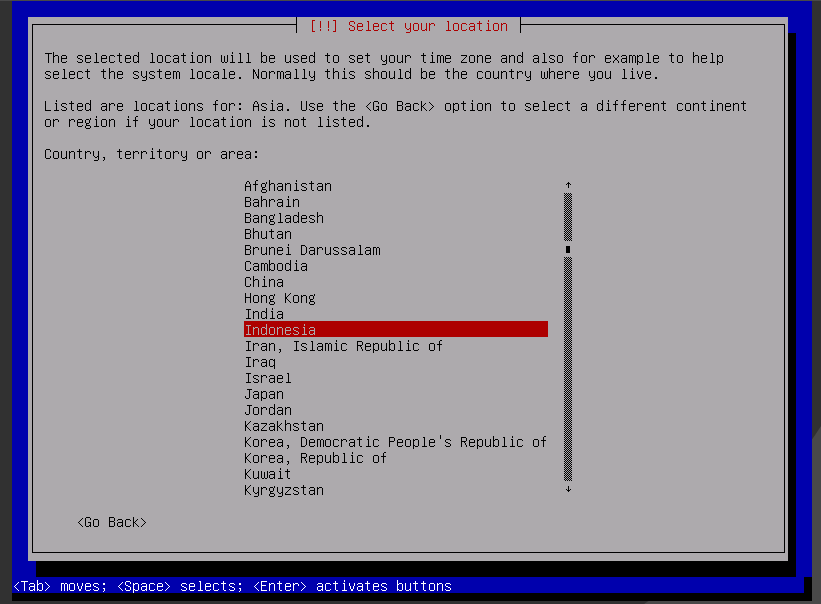 [!!] Select your location
The selected location will be used to set your time zone and also for example to help
select the system locale. Normally this should be the country where you live.
Listed are locations for: Asia. Use the <Go Back> option to select a different continent
or region if your location is not listed.
Country, territory or area:
Afghanistan
Bahrain
Bangladesh
Bhutan
Brunei Darussalam
Cambodia
China
Hong Kong
India
Indonesia
Iran, Islamic Republic of
Iraq
Israel
Japan
Jordan
Kazakhstan
Korea, Democratic People's Republic of
Korea, Republic of
Kuwait
Kyrgyzstan
<Go Back>
<Tab> moves; <Space> selects; <Enter> activates buttons